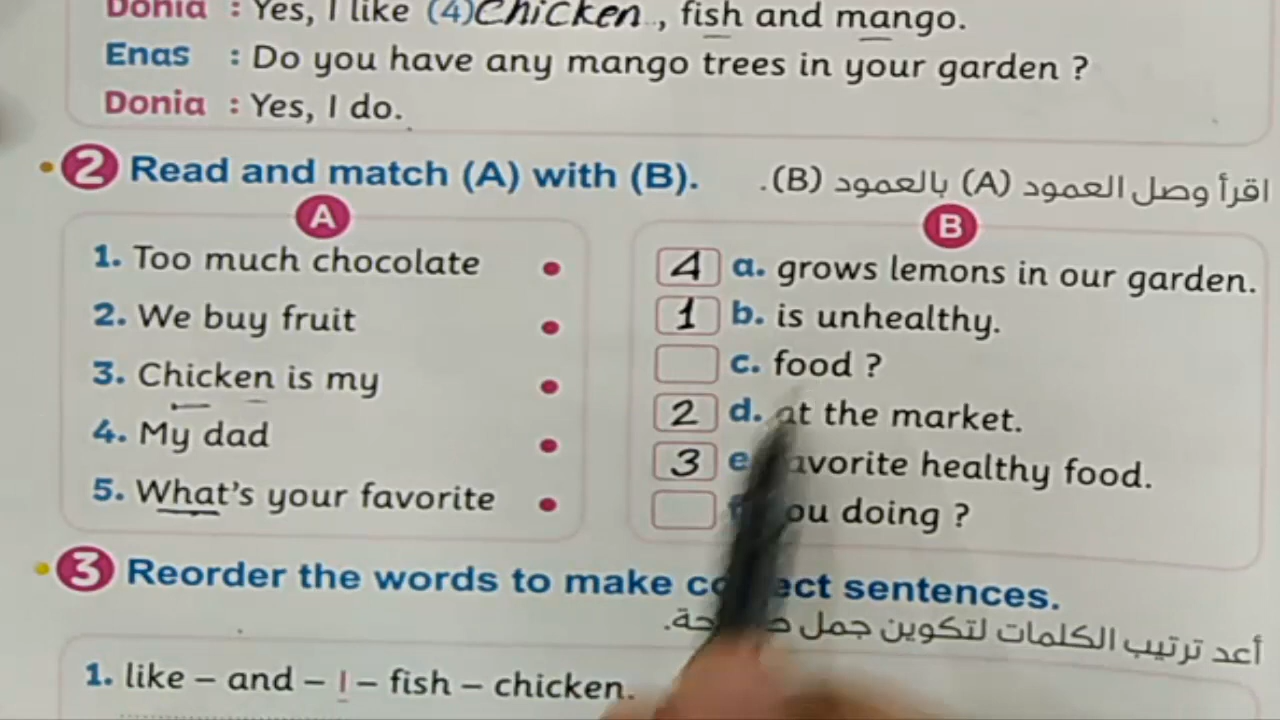 Donia : Yes, I like (4) Chicken .., fish and mango.
Enas : Do you have any mango trees in your garden ?
Donia : Yes, I do.
2 Read and match (A) with (B). اقرأ وصل العمود (A) بالعمود (B).
A
1. Too much chocolate
2. We buy fruit
3. Chicken is my
4. My dad
5. What's your favorite
B
4 a. grows lemons in our garden.
1 b. is unhealthy.
c. food ?
2 d. at the market.
3 e. favorite healthy food.
doing ?
3 Reorder the words to make correct sentences.
أعد ترتيب الكلمات لتكوين جمل
1. like – and – I – fish – chicken.